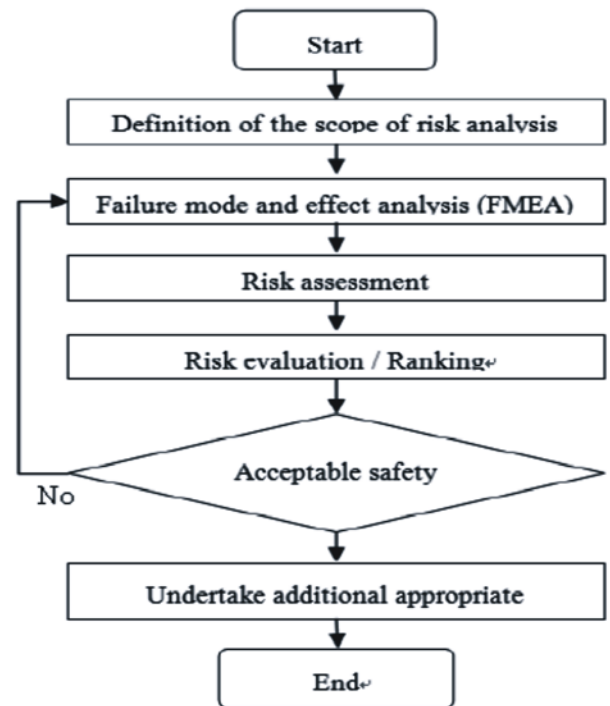 Start
Definition of the scope of risk analysis
Failure mode and effect analysis (FMEA)
Risk assessment
Risk evaluation / Ranking↵
Acceptable safety
No
Undertake additional appropriate
End↵